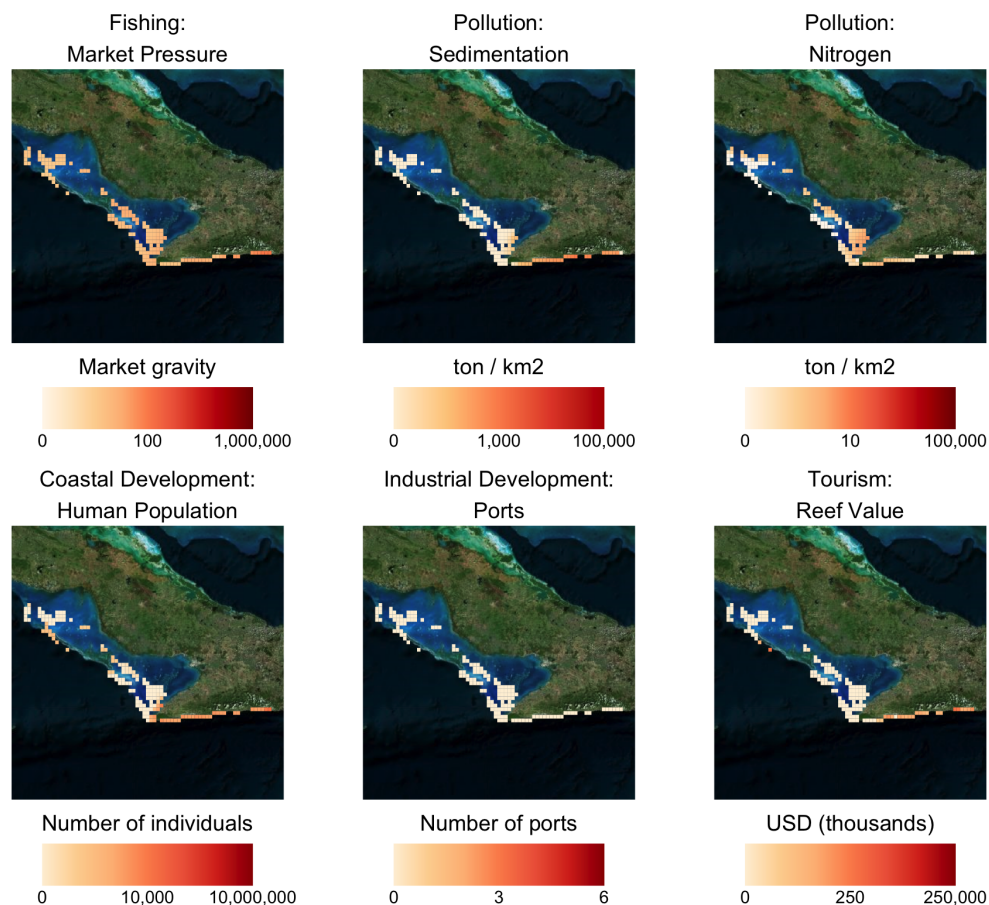 Fishing:
Market Pressure
Pollution:
Sedimentation
Pollution:
Nitrogen
Market gravity
0 100 1,000,000
ton / km2
0 1,000 100,000
ton / km2
0 10 100,000
Coastal Development:
Human Population
Industrial Development:
Ports
Tourism:
Reef Value
Number of individuals
0 10,000 10,000,000
Number of ports
0 3 6
USD (thousands)
0 250 250,000